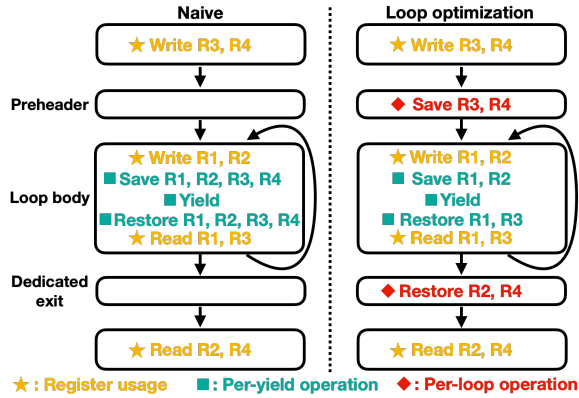 Naive
Write R3, R4
Preheader
Write R1, R2
Save R1, R2, R3, R4
Yield
Restore R1, R2, R3, R4
Read R1, R3
Loop body
Dedicated
exit
Read R2, R4
Loop optimization
Write R3, R4
Save R3, R4
Write R1, R2
Save R1, R2
Yield
Restore R1, R3
Read R1, R3
Restore R2, R4
Read R2, R4
: Register usage
: Per-yield operation
: Per-loop operation